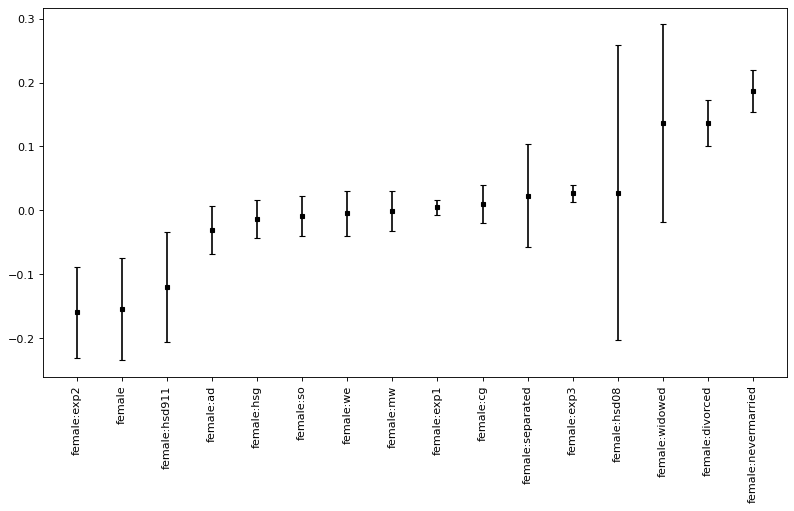 0.3
0.2
0.1
0.0
−0.1
−0.2
female:exp2
female
female:hsd911
female:ad
female:hsg
female:so
female:we
female:mw
female:exp1
female:cg
female:separated
female:exp3
female:hsd08
female:widowed
female:divorced
female:nevermarried